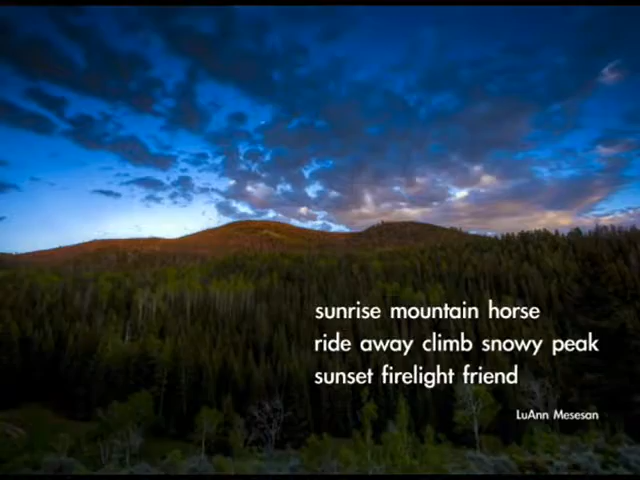 sunrise mountain horse
ride away climb snowy peak
sunset firelight friend
LuAnn Mesesan